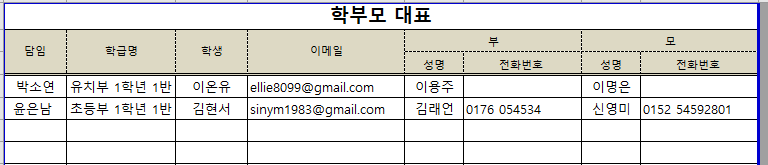 학부모 대표
담임 학급명 학생 이메일 부 모
성명 전화번호 성명 전화번호
박소연 유치부 1학년 1반 이온유 ellie8099@gmail.com 이용주 이명은
윤은남 초등부 1학년 1반 김현서 sinym1983@gmail.com 김래언 0176 054534 신영미 0152 54592801